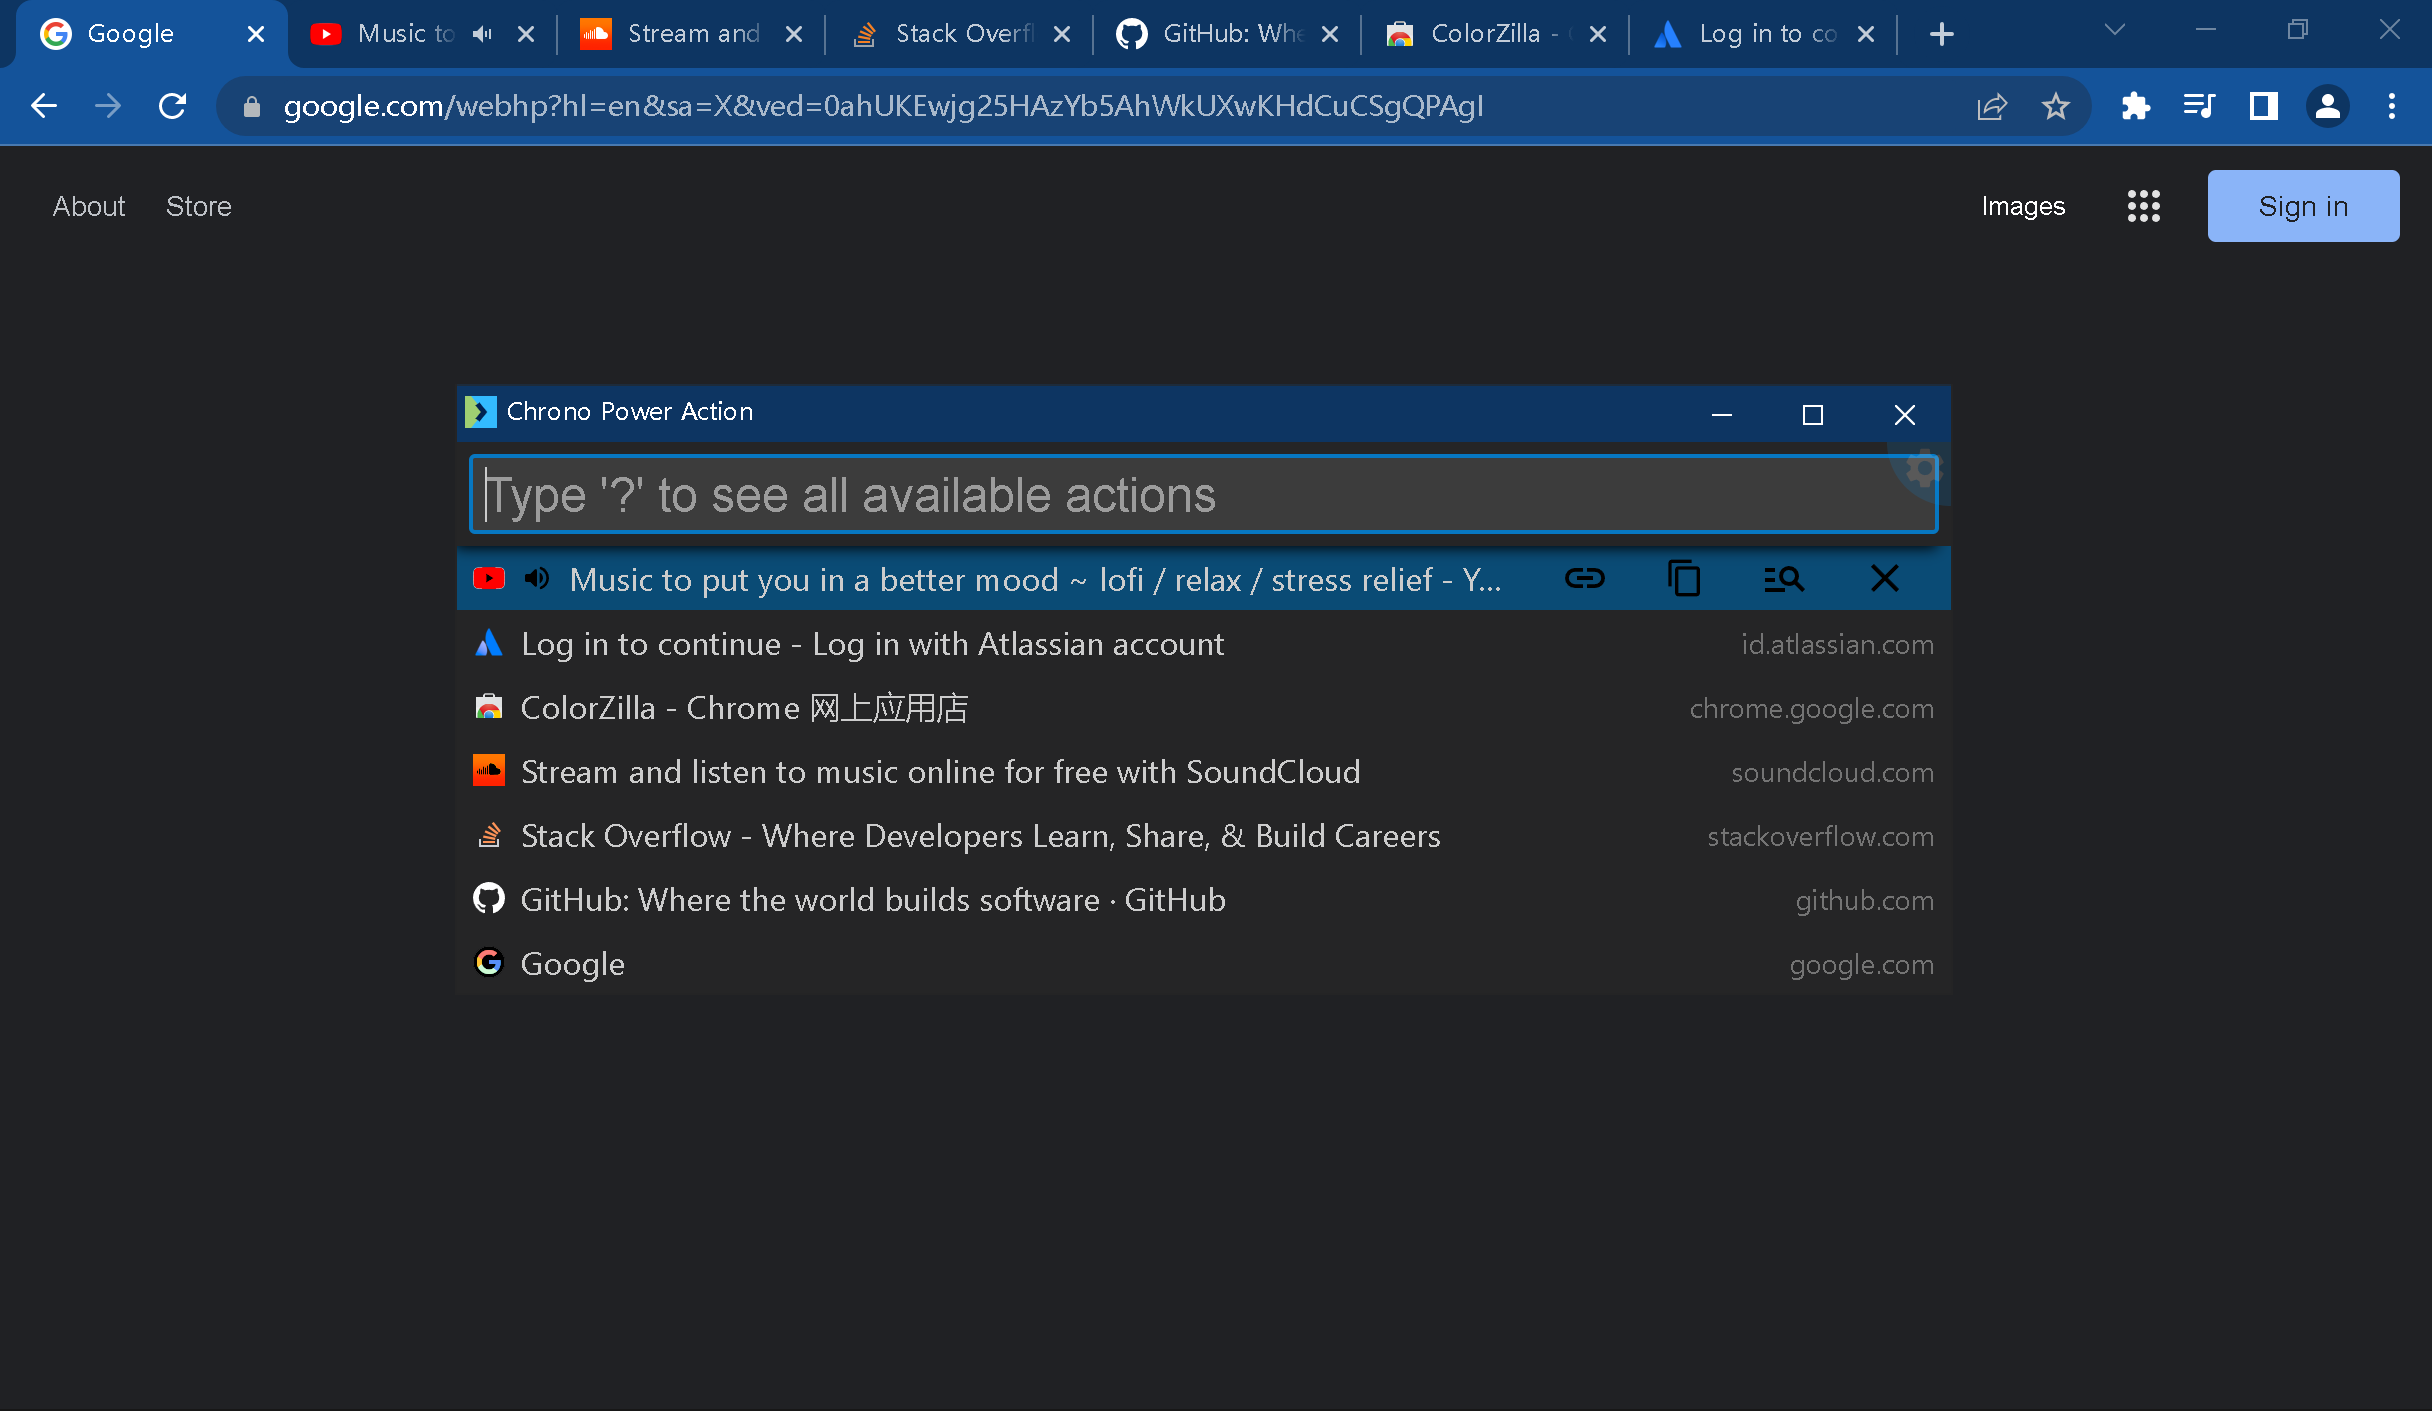 Google
Music to
Stream and
Stack Overfl
GitHub: Whe
ColorZilla -
Log in to co
google.com/webhp?hl=en&sa=X&ved=0ahUKEwjg25HAzYb5AhWkUXwKHdCuCSgQPAgI
About
Store
Images
Sign in
Chrono Power Action
Type '?' to see all available actions
Music to put you in a better mood ~ lofi / relax / stress relief - Y...
Log in to continue - Log in with Atlassian account
id.atlassian.com
ColorZilla - Chrome 网上应用店
chrome.google.com
Stream and listen to music online for free with SoundCloud
soundcloud.com
Stack Overflow - Where Developers Learn, Share, & Build Careers
stackoverflow.com
GitHub: Where the world builds software · GitHub
github.com
Google
google.com